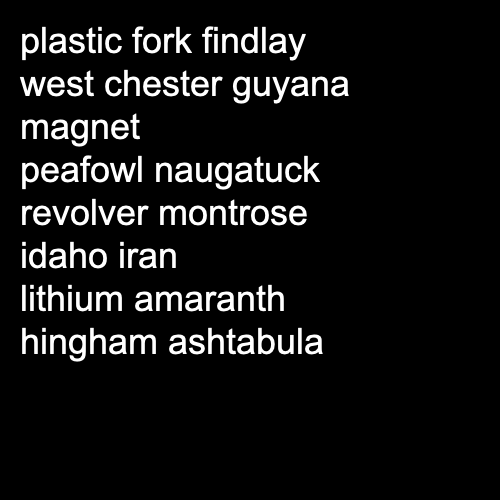 plastic fork findlay
west chester guyana
magnet
peafowl naugatuck
revolver montrose
idaho iran
lithium amaranth
hingham ashtabula